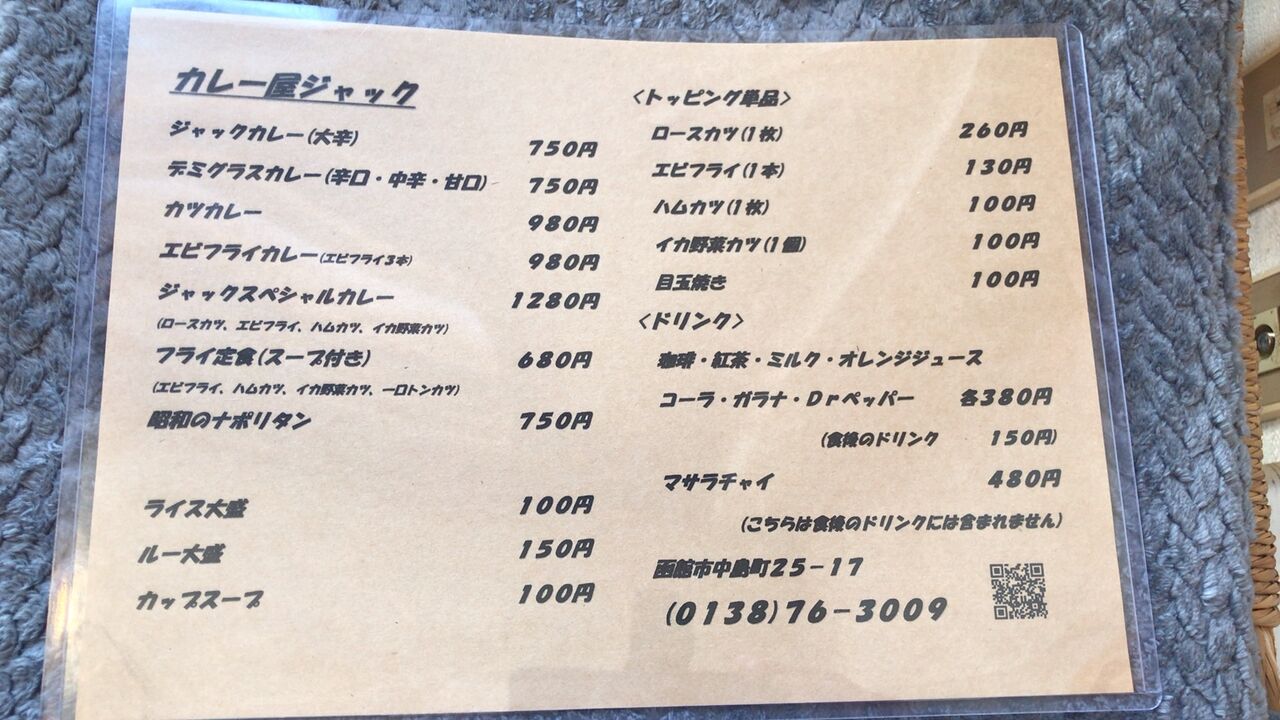 カレー屋ジャック
ジャックカレー(大辛) 750円
デミグラスカレー(辛口・中辛・甘口) 750円
カツカレー 980円
エビフライカレー(エビフライ3本) 980円
ジャックスペシャルカレー 1280円
(ロースカツ、エビフライ、ハムカツ、イカ野菜カツ)
フライ定食(スープ付き) 680円
(エビフライ、ハムカツ、イカ野菜カツ、一口トンカツ)
昭和のナポリタン 750円
ライス大盛 100円
ルー大盛 150円
カップスープ 100円
<トッピング単品>
ロースカツ(1枚) 260円
エビフライ(1本) 130円
ハムカツ(1枚) 100円
イカ野菜カツ(1個) 100円
目玉焼き 100円
<ドリンク>
珈琲・紅茶・ミルク・オレンジジュース
コーラ・ガラナ・Drペッパー 各380円
(食後のドリンク 150円)
マサラチャイ 480円
(こちらは食後のドリンクには含まれません)
函館市中島町25-17
(0138)76-3009